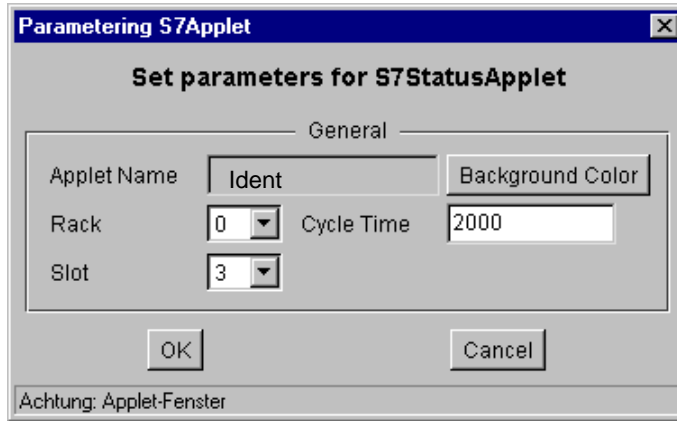 Parametering S7Applet
Set parameters for S7StatusApplet
General
Applet Name Ident Background Color
Rack 0 Cycle Time 2000
Slot 3
OK Cancel
Achtung: Applet-Fenster